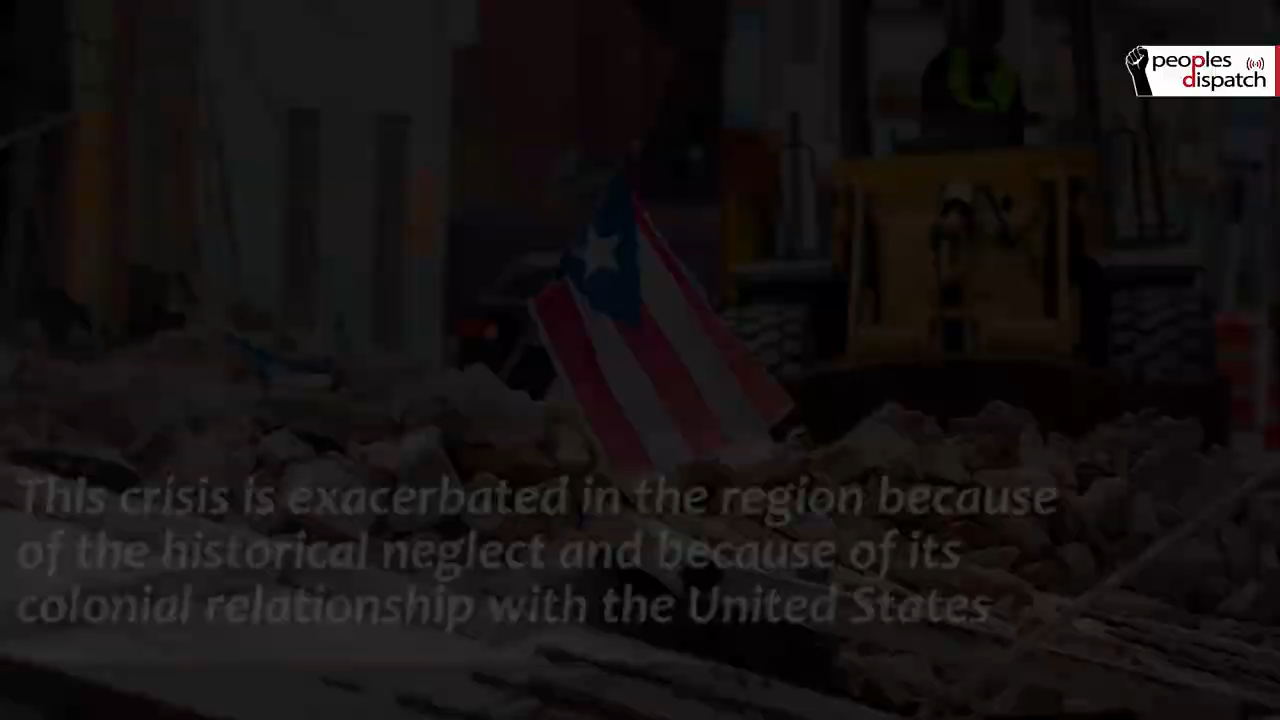 peoples
dispatch
This crisis is exacerbated in the region because
of the historical neglect and because of its
colonial relationship with the United States